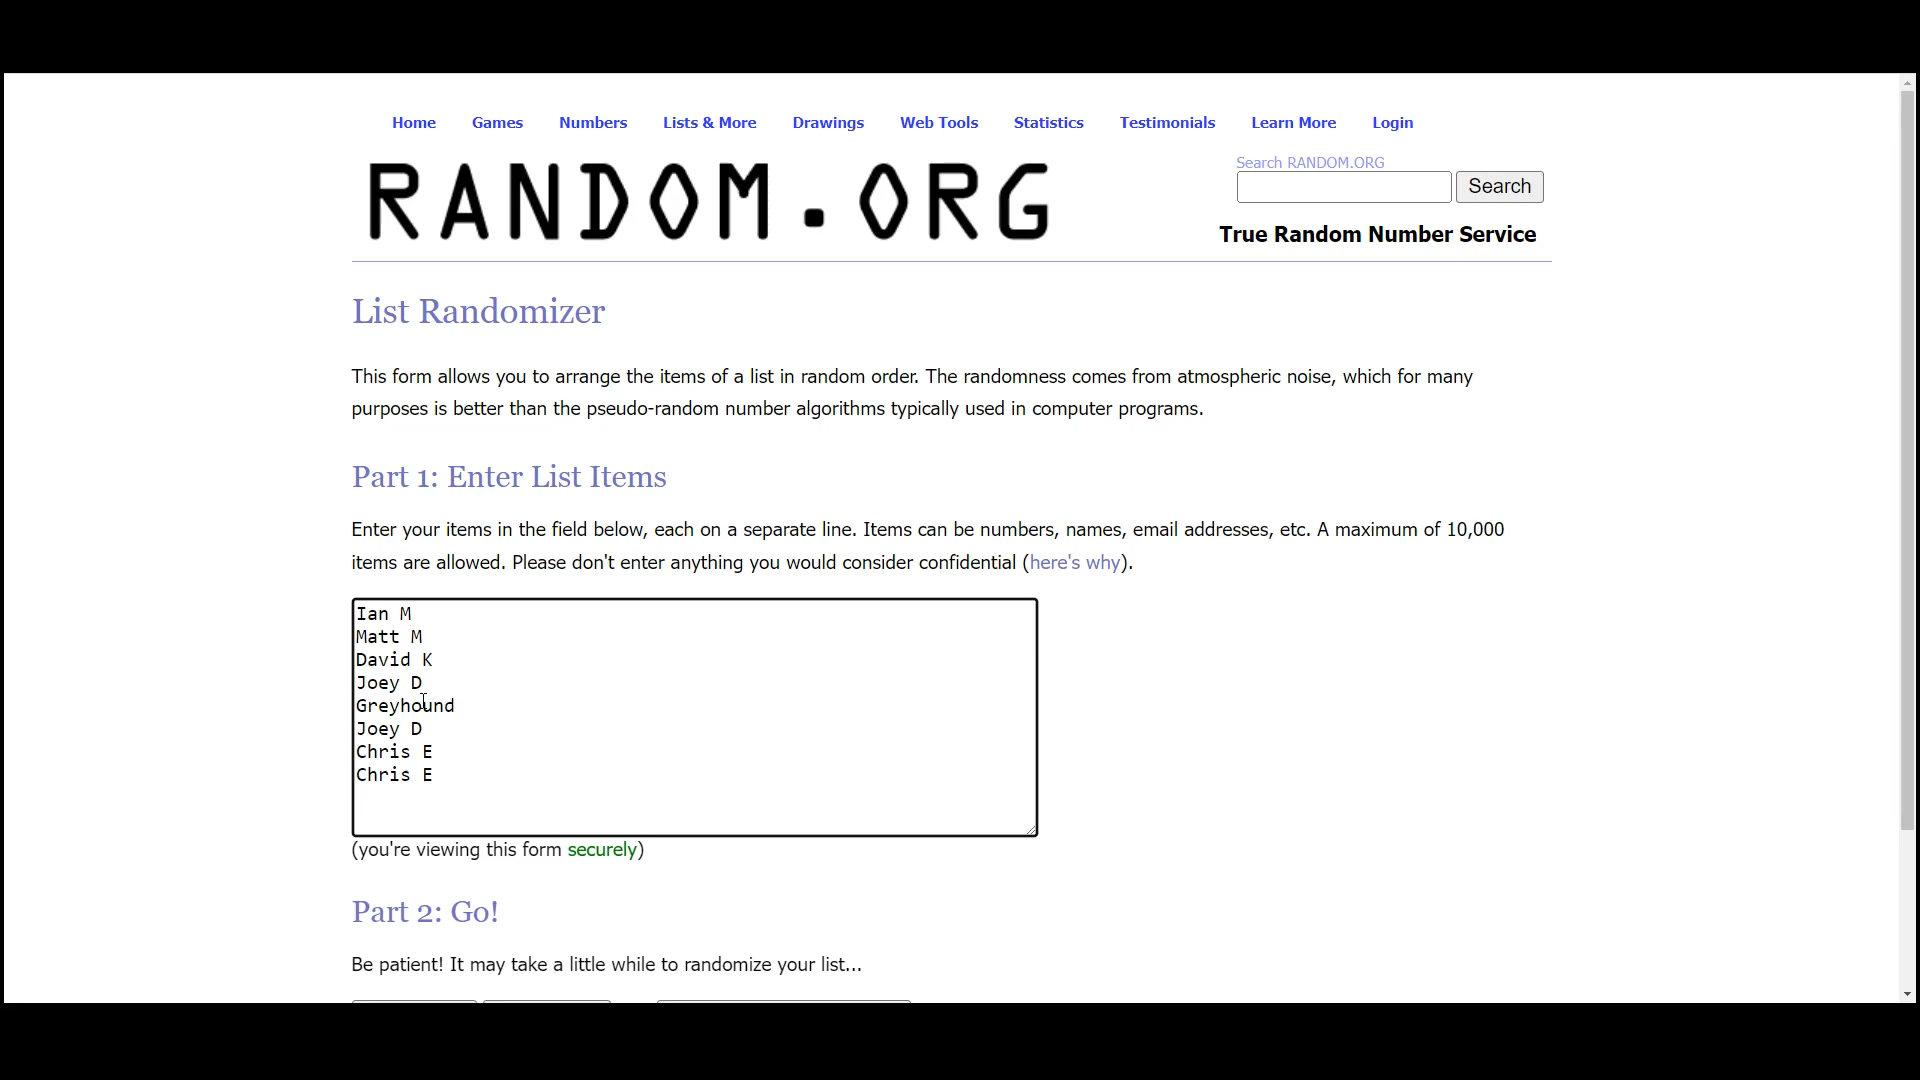 Home Games Numbers Lists & More Drawings Web Tools Statistics Testimonials Learn More Login
RANDOM.ORG
Search RANDOM.ORG
Search
True Random Number Service
List Randomizer
This form allows you to arrange the items of a list in random order. The randomness comes from atmospheric noise, which for many
purposes is better than the pseudo-random number algorithms typically used in computer programs.
Part 1: Enter List Items
Enter your items in the field below, each on a separate line. Items can be numbers, names, email addresses, etc. A maximum of 10,000
items are allowed. Please don't enter anything you would consider confidential (here's why).
Ian M
Matt M
David K
Joey D
Greyhound
Joey D
Chris E
Chris E
(you're viewing this form securely)
Part 2: Go!
Be patient! It may take a little while to randomize your list...